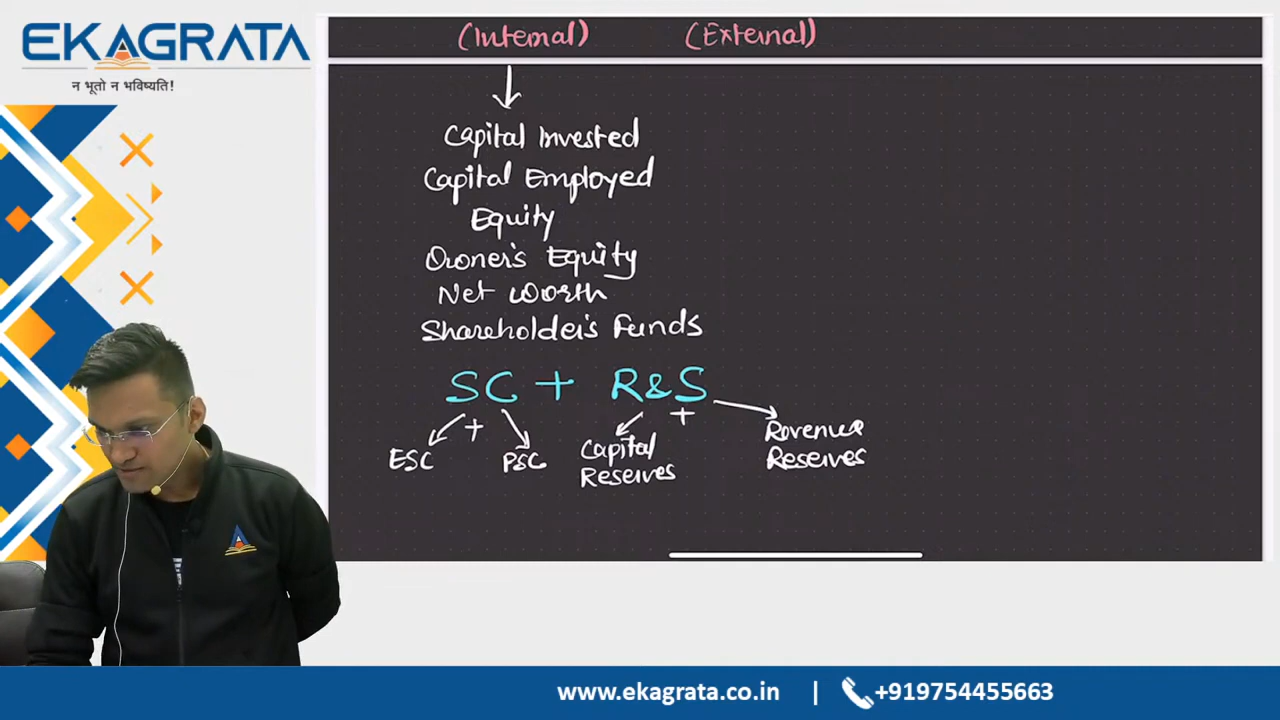 EKAGRATA
न भूतो न भविष्यति!
(Internal) (External)
Capital Invested
Capital Employed
Equity
Owner's Equity
Net Worth
Shareholder's Funds
SC + R&S
+ +
ESC PSC Capital Reserves Revenue Reserves
www.ekagrata.co.in | +919754455663